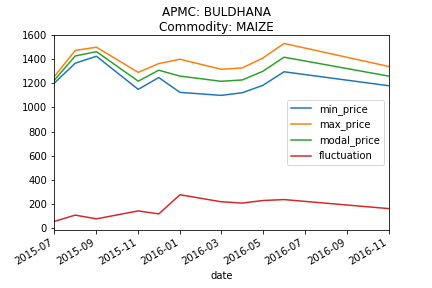 APMC: BULDHANA
Commodity: MAIZE
1600
1400
1200
1000
800
600
400
200
0
min_price
max_price
modal_price
fluctuation
2015-07
2015-09
2015-11
2016-01
2016-03
2016-05
2016-07
2016-09
2016-11
date